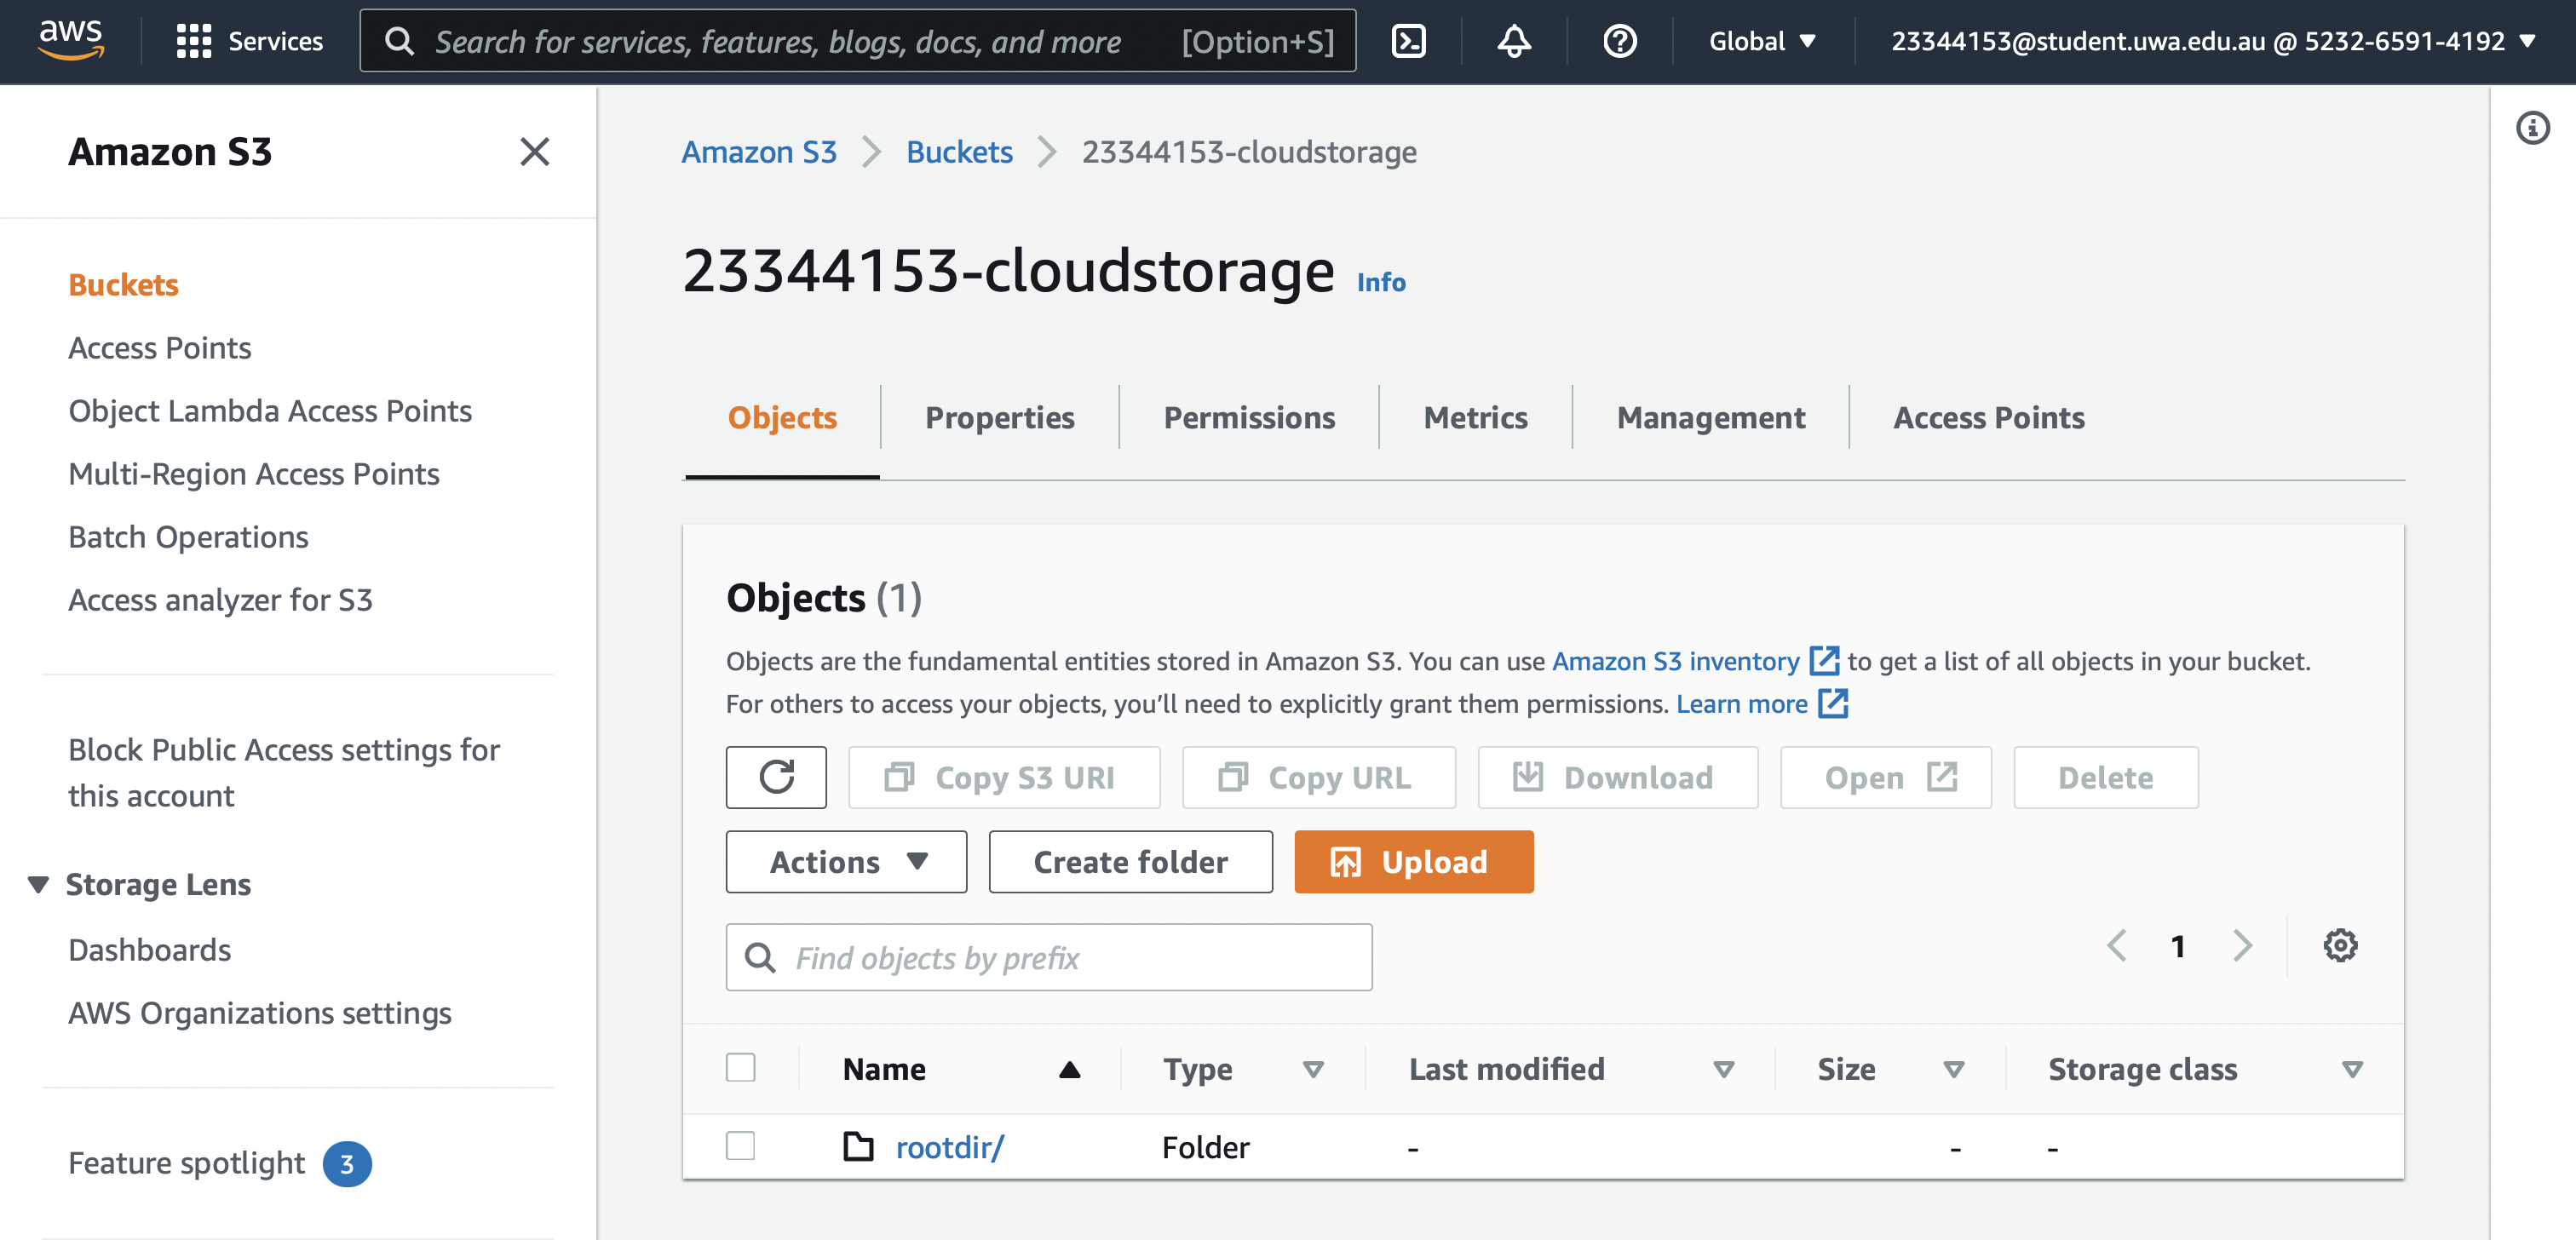 aws
Services
Search for services, features, blogs, docs, and more [Option+S]
Global
23344153@student.uwa.edu.au @ 5232-6591-4192
Amazon S3
Buckets
Access Points
Object Lambda Access Points
Multi-Region Access Points
Batch Operations
Access analyzer for S3
Block Public Access settings for
this account
Storage Lens
Dashboards
AWS Organizations settings
Feature spotlight 3
Amazon S3 > Buckets > 23344153-cloudstorage
23344153-cloudstorage Info
Objects Properties Permissions Metrics Management Access Points
Objects (1)
Objects are the fundamental entities stored in Amazon S3. You can use Amazon S3 inventory to get a list of all objects in your bucket.
For others to access your objects, you’ll need to explicitly grant them permissions. Learn more
Copy S3 URI Copy URL Download Open Delete
Actions Create folder Upload
Find objects by prefix
1
Name Type Last modified Size Storage class
rootdir/ Folder - - -